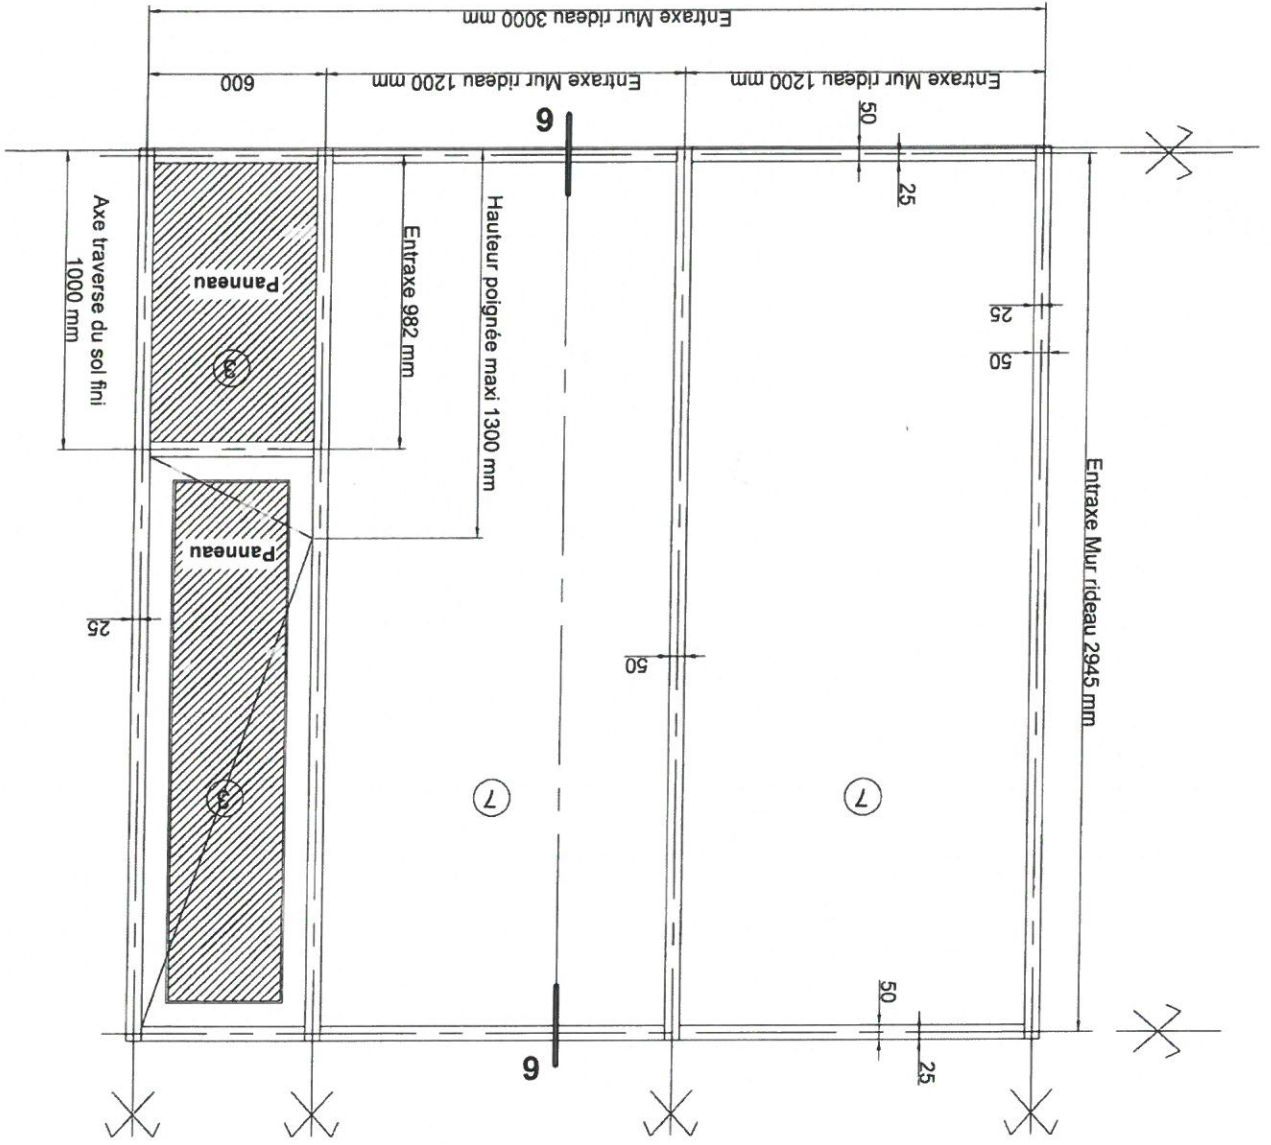 25
50
7
7
3
Entraxe Mur rideau 2945 mm
50
25
Panneau
Hauteur poignée maxi 1300 mm
50
25
3
Entraxe 982 mm
Panneau
Axe traverse du sol fini
1000 mm
25
50
Entraxe Mur rideau 1200 mm
Entraxe Mur rideau 1200 mm
600
Entraxe Mur rideau 3000 mm